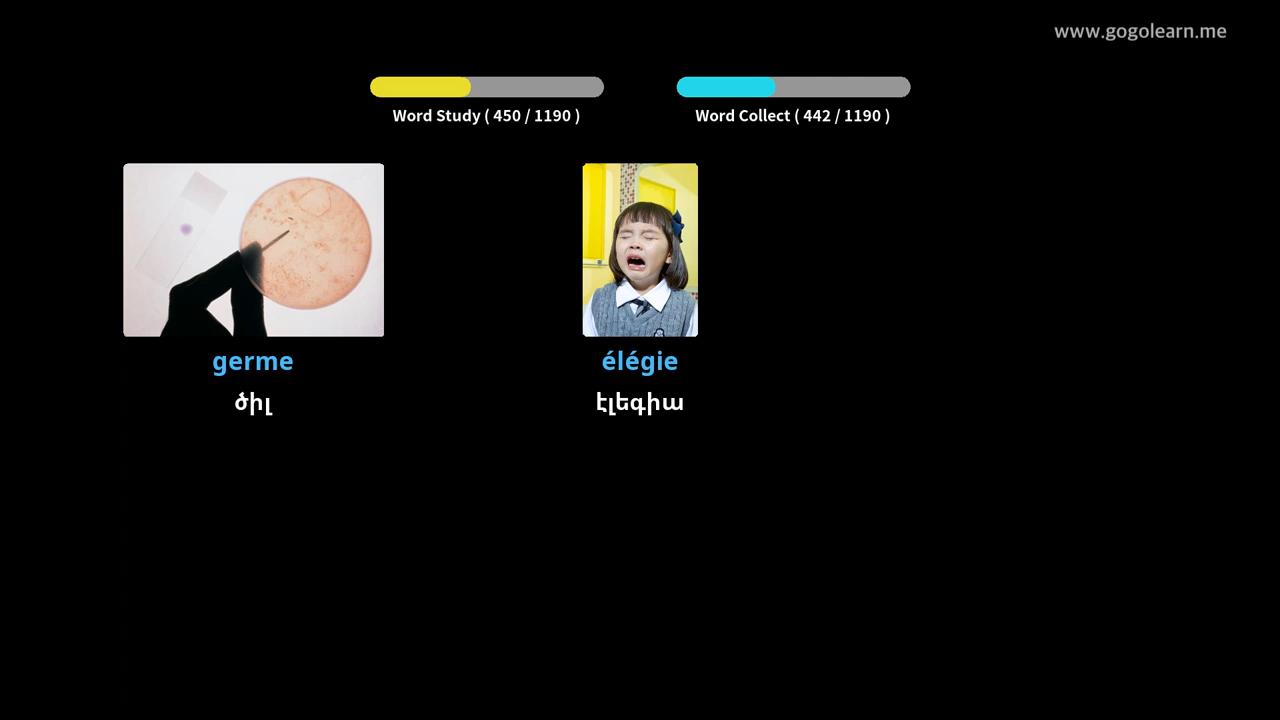 www.gogolearn.me
Word Study ( 450 / 1190 )
Word Collect ( 442 / 1190 )
germe
ծիլ
élégie
էլեգիա